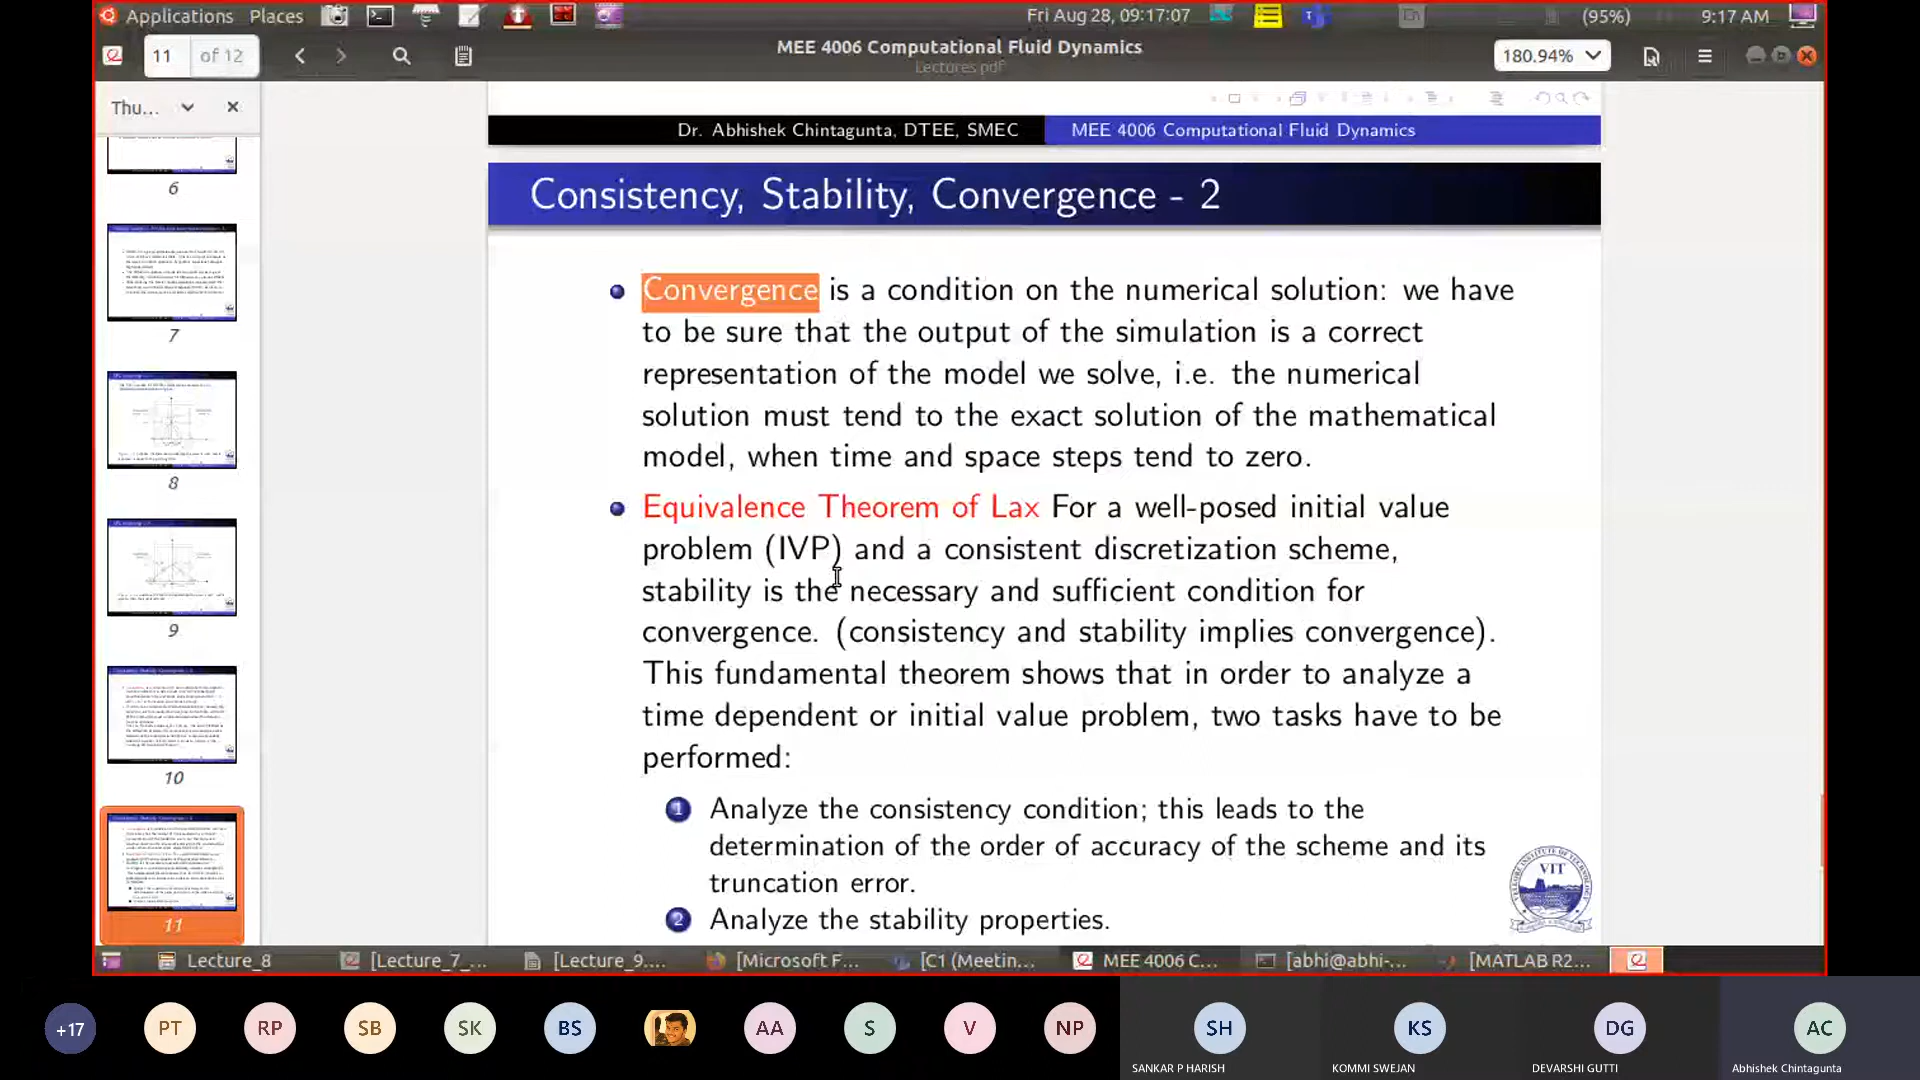 Applications Places Fri Aug 28, 09:17:07 (95%) 9:17 AM
11 of 12 MEE 4006 Computational Fluid Dynamics 180.94%
Lectures.pdf
Thu...
6
7
8
9
10
11
Dr. Abhishek Chintagunta, DTEE, SMEC MEE 4006 Computational Fluid Dynamics
Consistency, Stability, Convergence - 2
Convergence is a condition on the numerical solution: we have
to be sure that the output of the simulation is a correct
representation of the model we solve, i.e. the numerical
solution must tend to the exact solution of the mathematical
model, when time and space steps tend to zero.
Equivalence Theorem of Lax For a well-posed initial value
problem (IVP) and a consistent discretization scheme,
stability is the necessary and sufficient condition for
convergence. (consistency and stability implies convergence).
This fundamental theorem shows that in order to analyze a
time dependent or initial value problem, two tasks have to be
performed:
1 Analyze the consistency condition; this leads to the
determination of the order of accuracy of the scheme and its
truncation error.
2 Analyze the stability properties.
VIT
Lecture_8 [Lecture_7_... [Lecture_9.... [Microsoft F... [C1 (Meetin... MEE 4006 C... [abhi@abhi-... [MATLAB R2...
+17 PT RP SB SK BS AA S V NP SH KS DG AC
SANKAR P HARISH KOMMI SWEJAN DEVARSHI GUTTI Abhishek Chintagunta